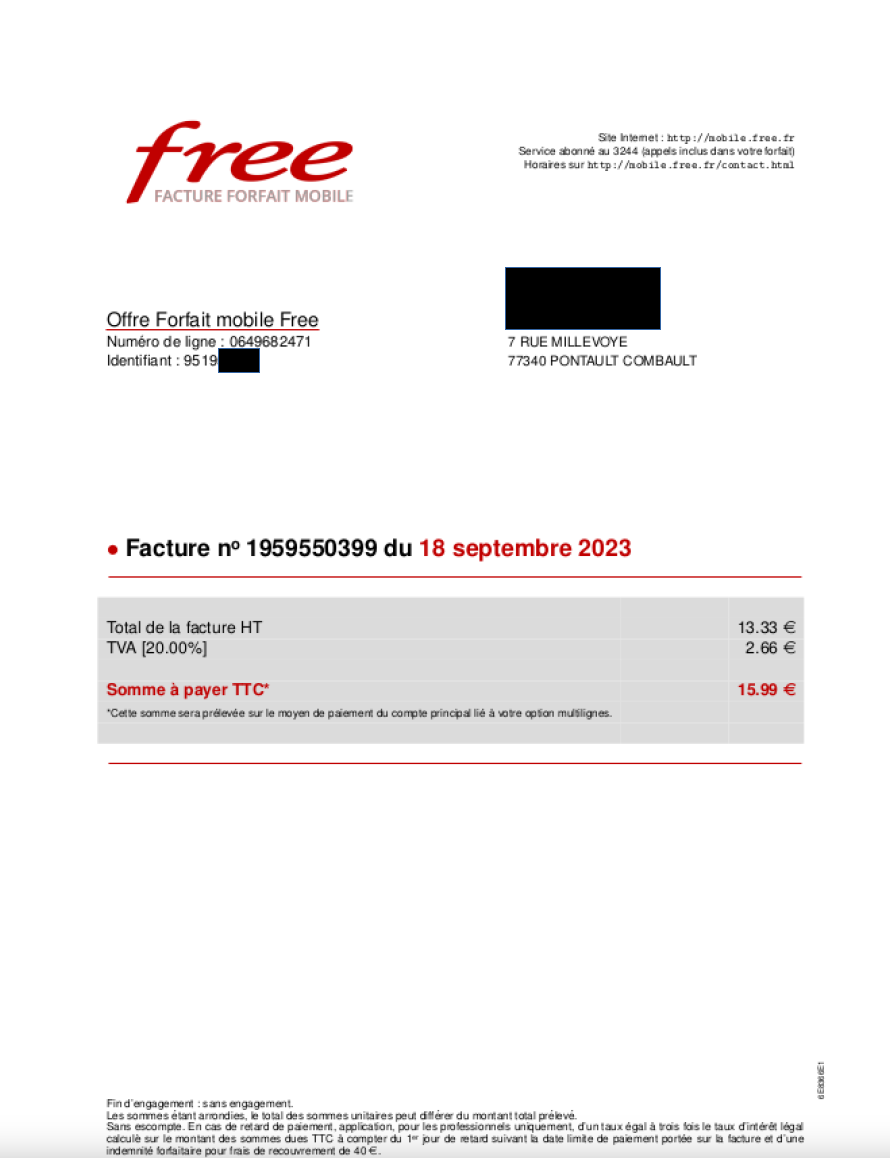 free
FACTURE FORFAIT MOBILE
Site Internet : http://mobile.free.fr
Service abonné au 3244 (appels inclus dans votre forfait)
Horaires sur http://mobile.free.fr/contact.html
Offre Forfait mobile Free
Numéro de ligne : 0649682471
Identifiant : 9519
7 RUE MILLEVOYE
77340 PONTAULT COMBAULT
• Facture nº 1959550399 du 18 septembre 2023
Total de la facture HT 13.33 €
TVA [20.00%] 2.66 €
Somme à payer TTC* 15.99 €
*Cette somme sera prélevée sur le moyen de paiement du compte principal lié à votre option multilignes.
Fin d'engagement : sans engagement.
Les sommes étant arrondies, le total des sommes unitaires peut différer du montant total prélevé.
Sans escompte. En cas de retard de paiement, application, pour les professionnels uniquement, d'un taux égal à trois fois le taux d'intérêt légal
calculé sur le montant des sommes dues TTC à compter du 1er jour de retard suivant la date limite de paiement portée sur la facture et d'une
indemnité forfaitaire pour frais de recouvrement de 40 €.